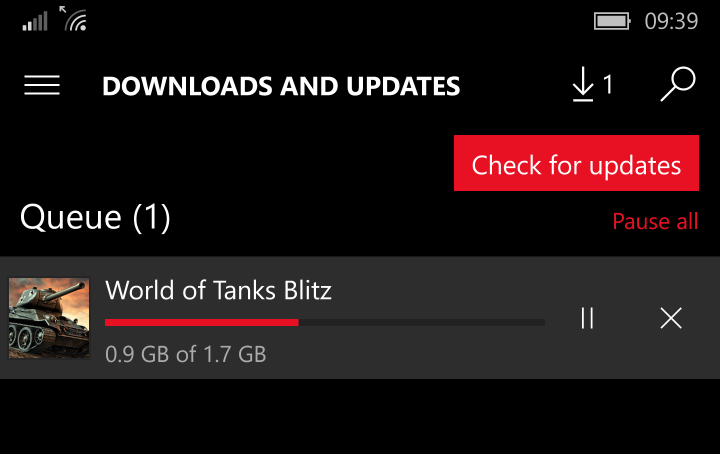 09:39
DOWNLOADS AND UPDATES
1
Check for updates
Queue (1)
Pause all
World of Tanks Blitz
0.9 GB of 1.7 GB